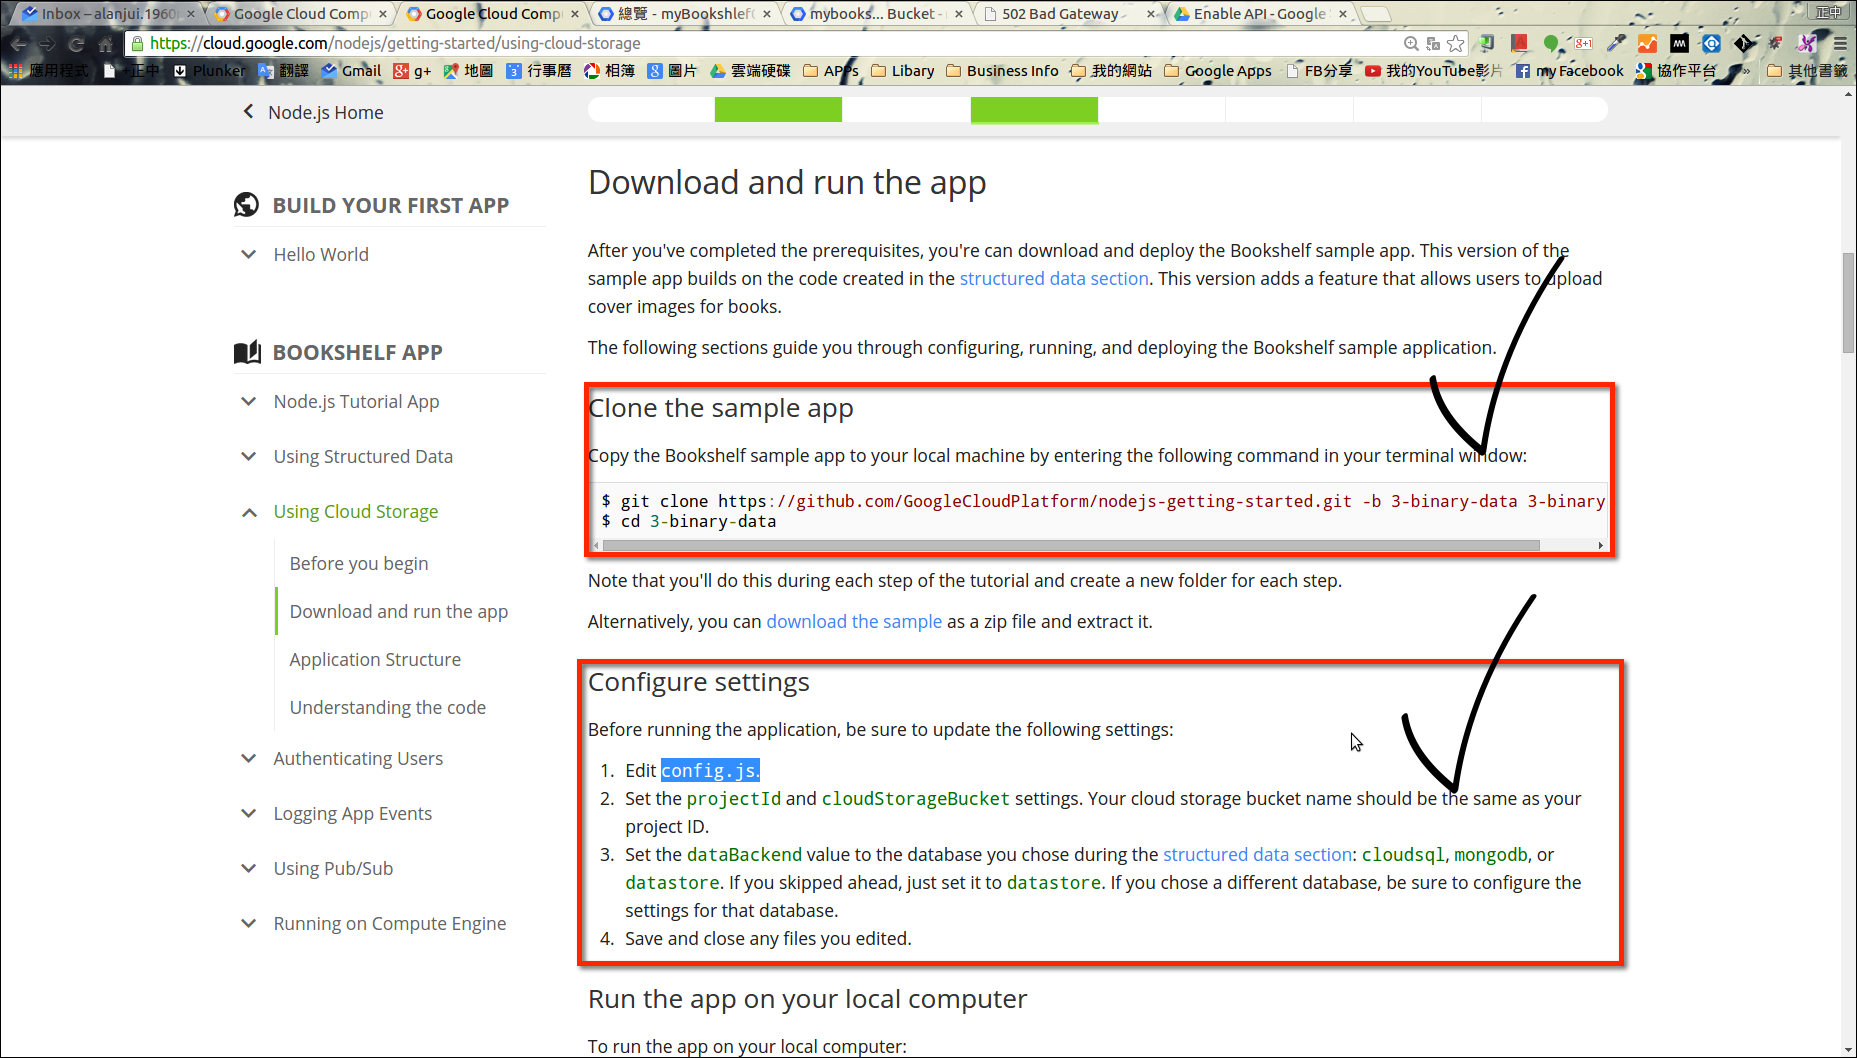 Inbox – alanjui.1960
Google Cloud Comp
Google Cloud Comp
總覽 - myBookshlef
mybooks... Bucket -
502 Bad Gateway
Enable API - Google
正中
https://cloud.google.com/nodejs/getting-started/using-cloud-storage
應用程式
正中
Plunker
翻譯
Gmail
g+
地圖
行事曆
相簿
圖片
雲端硬碟
APPs
Libary
Business Info
我的網站
Google Apps
FB分享
我的YouTube影片
my Facebook
協作平台
»
其他書籤
Node.js Home
BUILD YOUR FIRST APP
Hello World
BOOKSHELF APP
Node.js Tutorial App
Using Structured Data
Using Cloud Storage
Before you begin
Download and run the app
Application Structure
Understanding the code
Authenticating Users
Logging App Events
Using Pub/Sub
Running on Compute Engine
Download and run the app
After you've completed the prerequisites, you're can download and deploy the Bookshelf sample app. This version of the
sample app builds on the code created in the structured data section. This version adds a feature that allows users to upload
cover images for books.
The following sections guide you through configuring, running, and deploying the Bookshelf sample application.
Clone the sample app
Copy the Bookshelf sample app to your local machine by entering the following command in your terminal window:
$ git clone https://github.com/GoogleCloudPlatform/nodejs-getting-started.git -b 3-binary-data 3-binary
$ cd 3-binary-data
Note that you'll do this during each step of the tutorial and create a new folder for each step.
Alternatively, you can download the sample as a zip file and extract it.
Configure settings
Before running the application, be sure to update the following settings:
1. Edit config.js.
2. Set the projectId and cloudStorageBucket settings. Your cloud storage bucket name should be the same as your
project ID.
3. Set the dataBackend value to the database you chose during the structured data section: cloudsql, mongodb, or
datastore. If you skipped ahead, just set it to datastore. If you chose a different database, be sure to configure the
settings for that database.
4. Save and close any files you edited.
Run the app on your local computer
To run the app on your local computer: